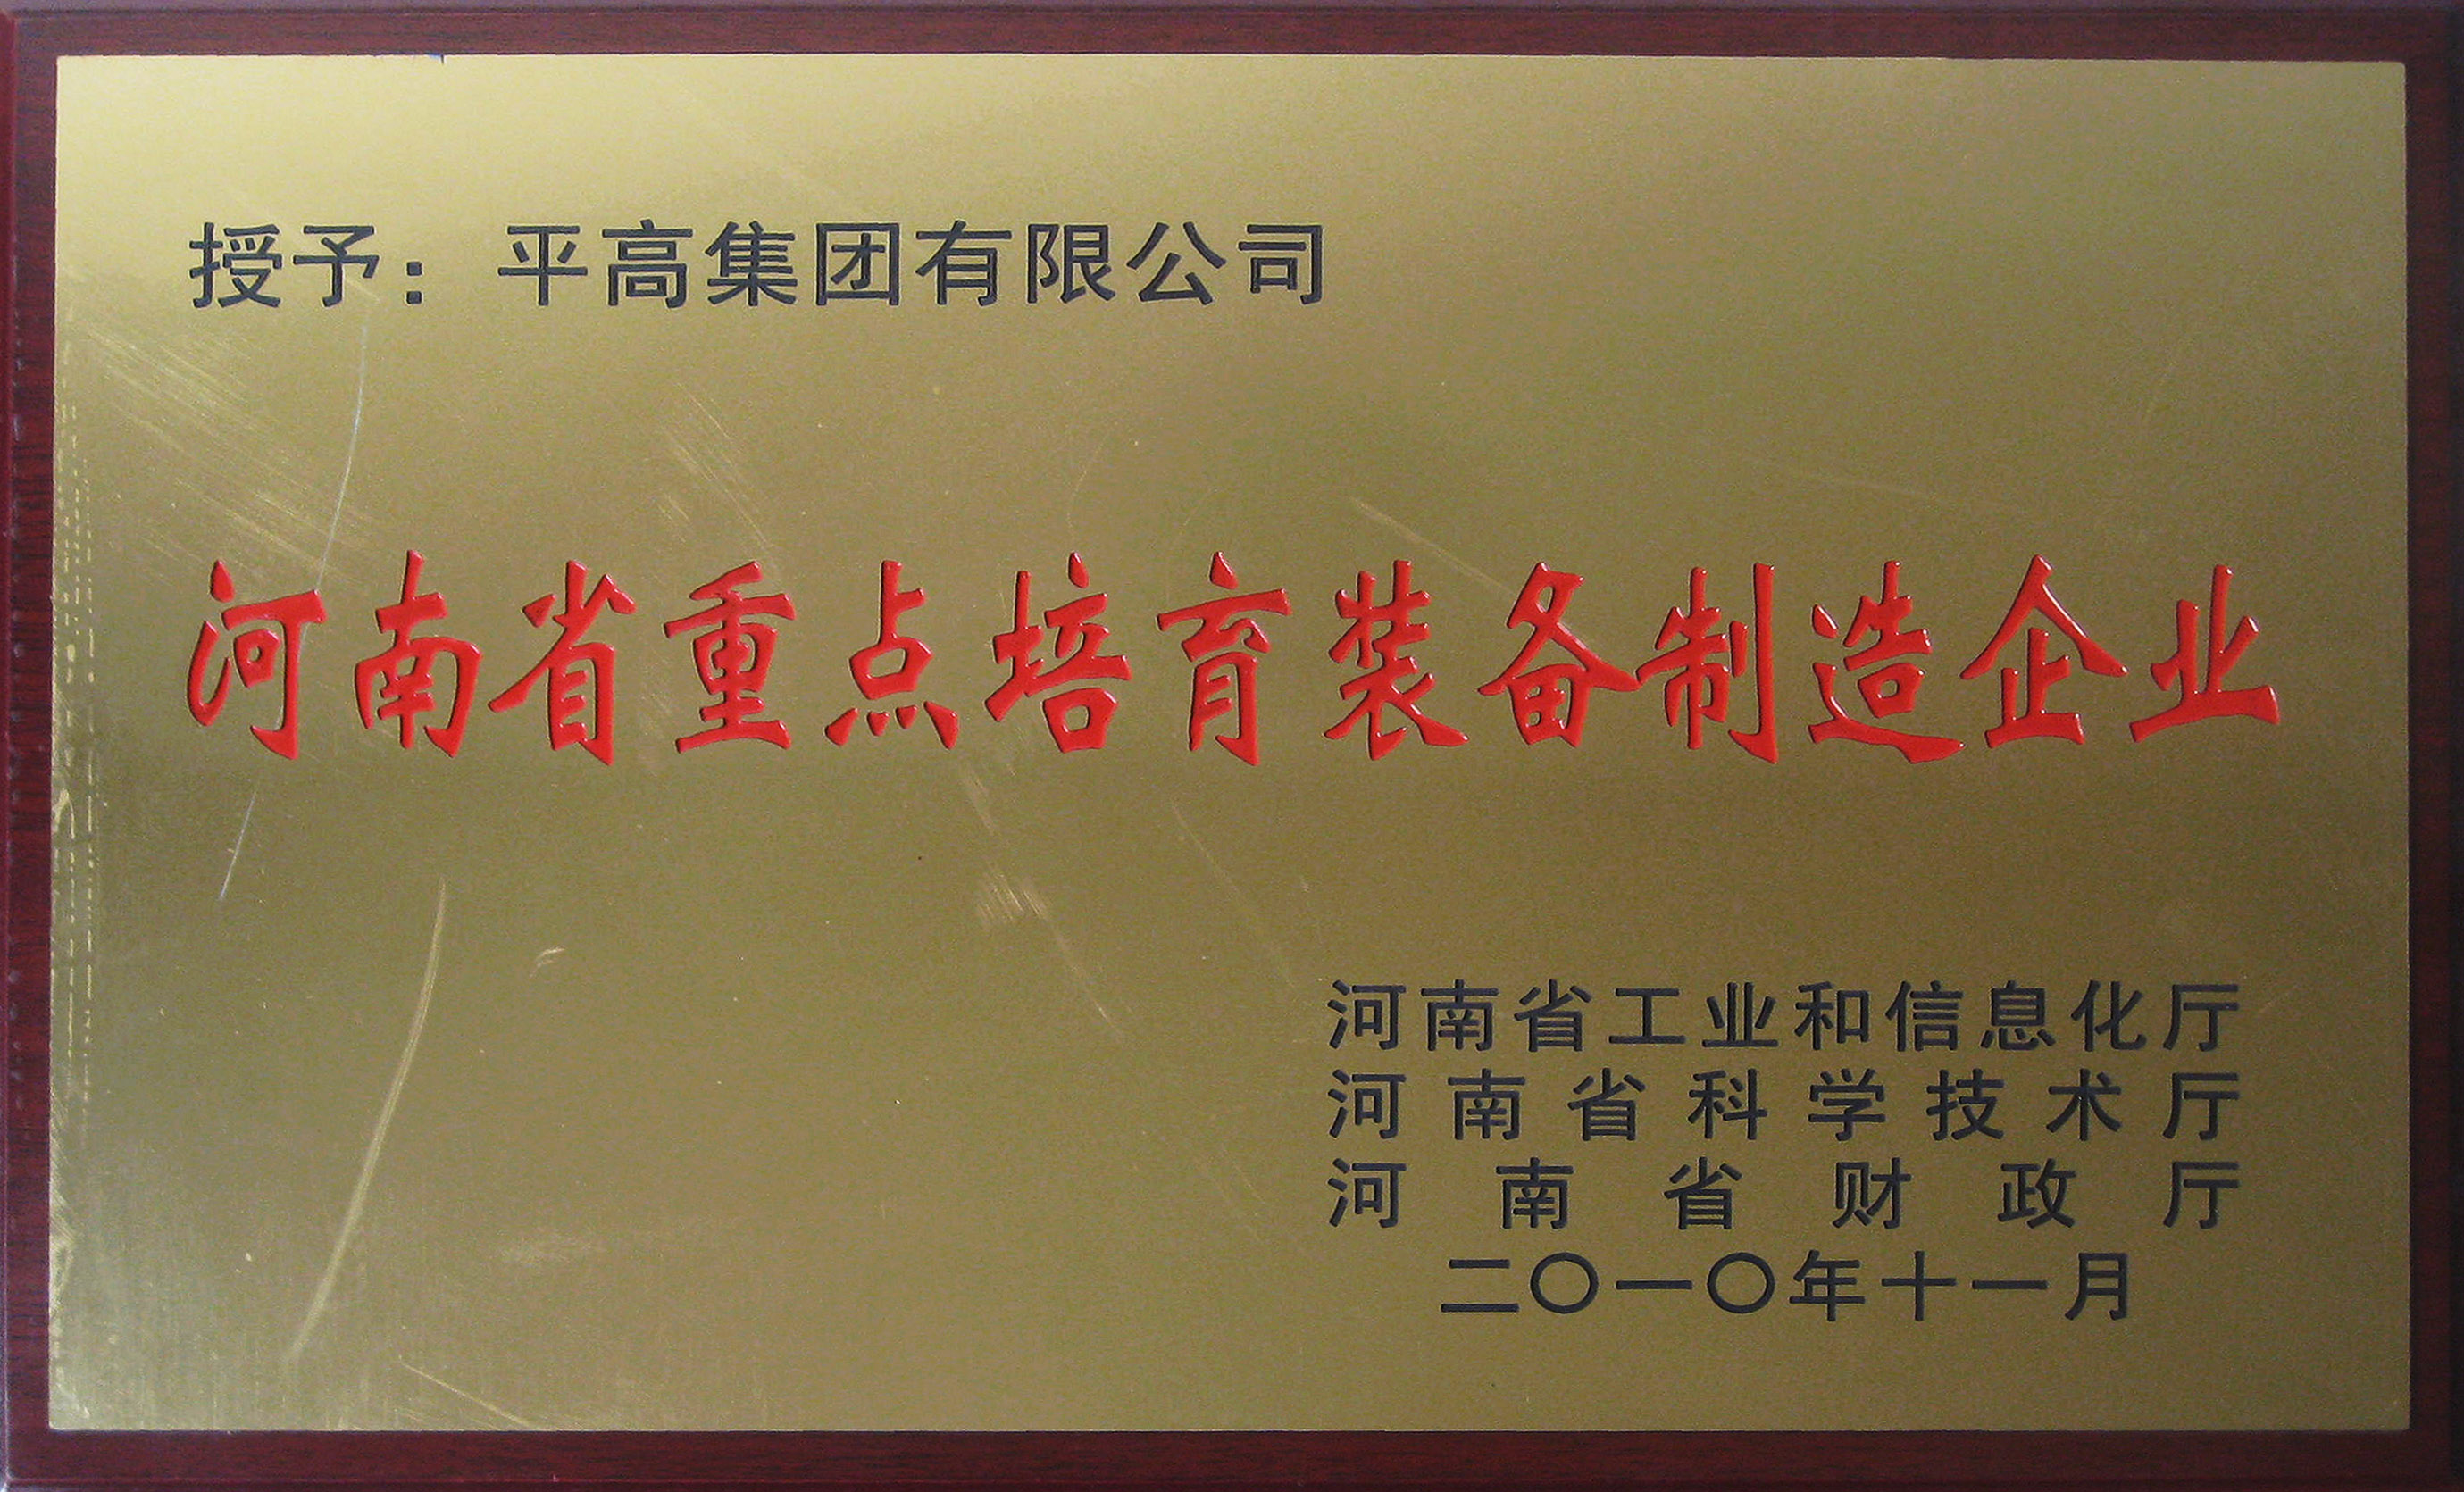 授予：平高集团有限公司
河南省重点培育装备制造企业
河南省工业和信息化厅
河南省科学技术厅
河南省财政厅
二〇一〇年十一月